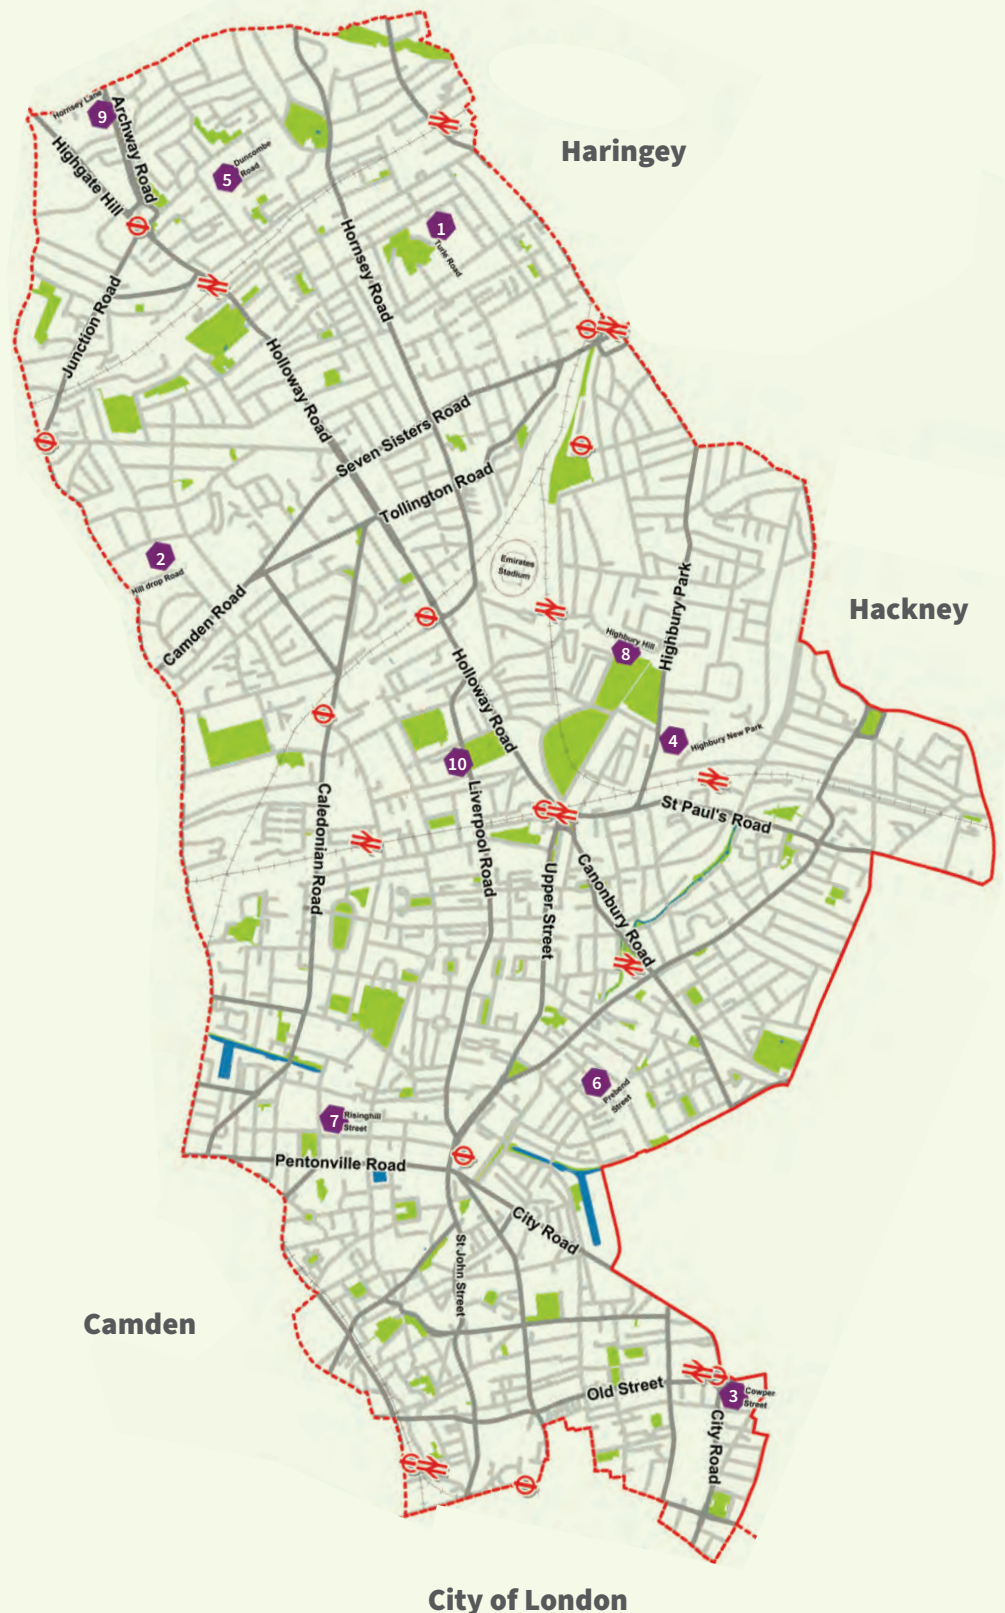 Haringey
Hornsey Lane
9
Archway Road
Highgate Hill
Duncombe
Road
5
1
Turle Road
Hornsey Road
Junction Road
Holloway Road
Seven Sisters Road
Tollington Road
2
Hill drop Road
Camden Road
Emirates
Stadium
Highbury Park
Hackney
Highbury Hill
8
Holloway Road
4
Highbury New Park
10
Liverpool Road
Caledonian Road
St Paul's Road
Upper Street
Canonbury Road
6
Prebend
Street
7
Risinghill
Street
Pentonville Road
City Road
St John Street
Camden
Old Street
3
Cowper
Street
City Road
City of London